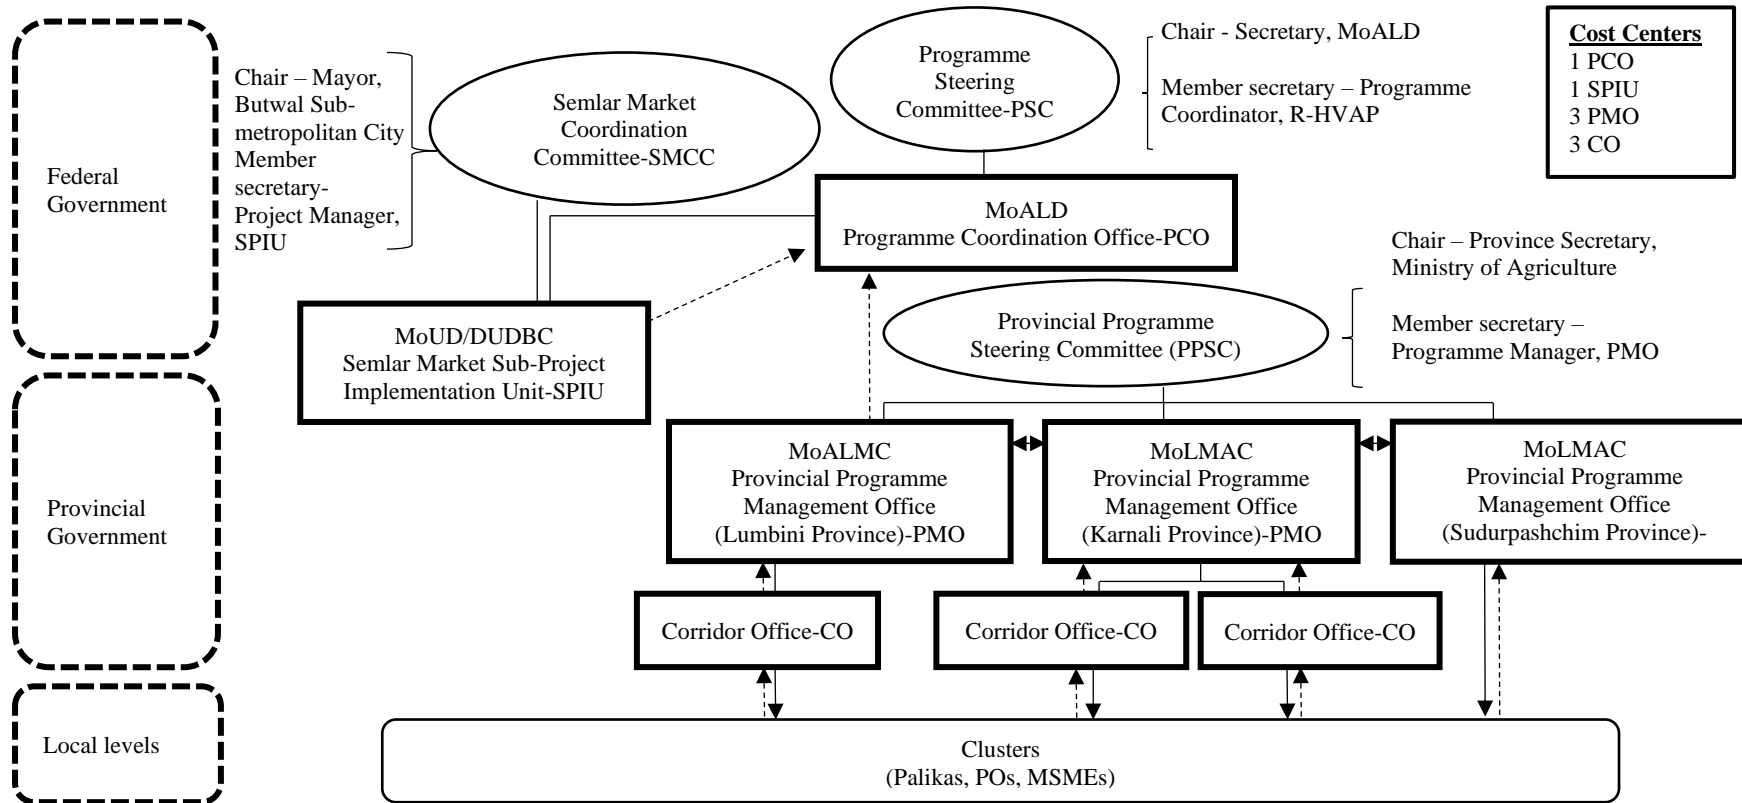 Federal
Government
Chair – Mayor,
Butwal Sub-
metropolitan City
Member
secretary-
Project Manager,
SPIU
Semlar Market
Coordination
Committee-SMCC
Programme
Steering
Committee-PSC
Chair - Secretary, MoALD
Member secretary – Programme
Coordinator, R-HVAP
Cost Centers
1 PCO
1 SPIU
3 PMO
3 CO
MoALD
Programme Coordination Office-PCO
MoUD/DUDBC
Semlar Market Sub-Project
Implementation Unit-SPIU
Provincial Programme
Steering Committee (PPSC)
Chair – Province Secretary,
Ministry of Agriculture
Member secretary –
Programme Manager, PMO
Provincial
Government
MoALMC
Provincial Programme
Management Office
(Lumbini Province)-PMO
MoLMAC
Provincial Programme
Management Office
(Karnali Province)-PMO
MoLMAC
Provincial Programme
Management Office
(Sudurpashchim Province)-
Corridor Office-CO
Corridor Office-CO
Corridor Office-CO
Local levels
Clusters
(Palikas, POs, MSMEs)